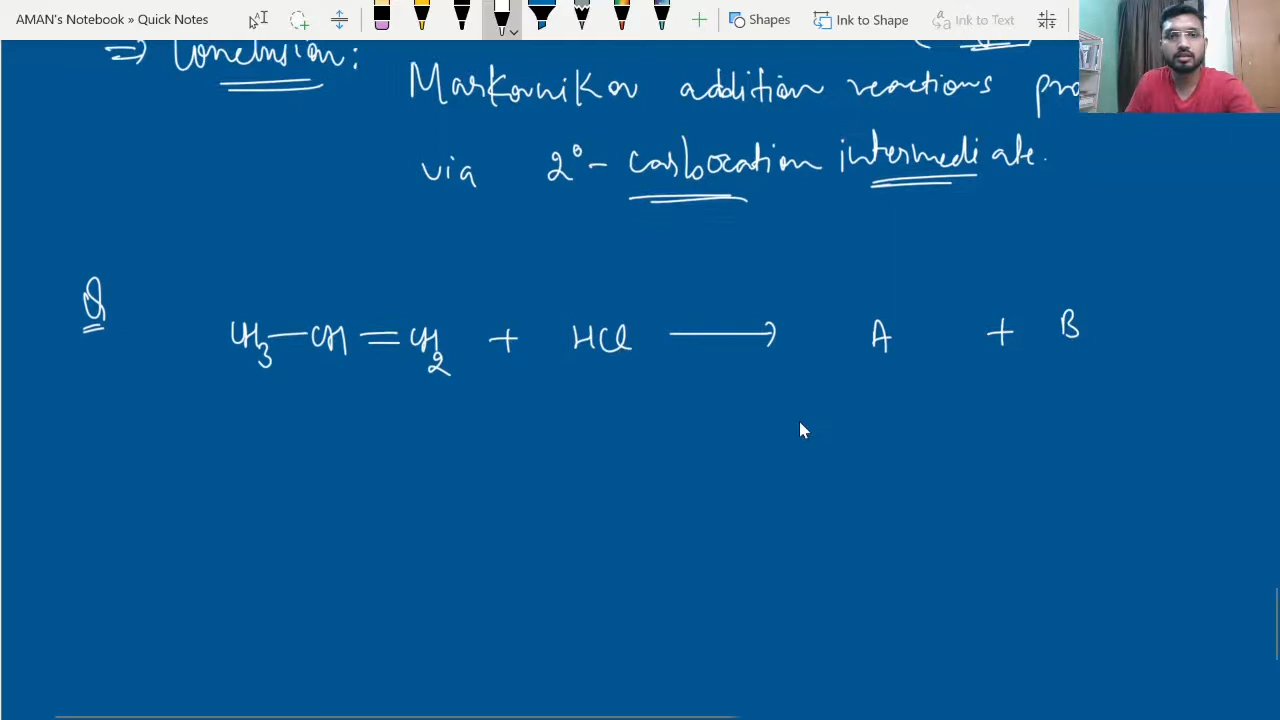 AMAN's Notebook » Quick Notes Shapes Ink to Shape Ink to Text
⇒ Conclusion:
Markovnikov addition reactions pro
via 2°- carbocation intermediate.
Q
CH3—CH=CH2 + HCl ⟶ A + B